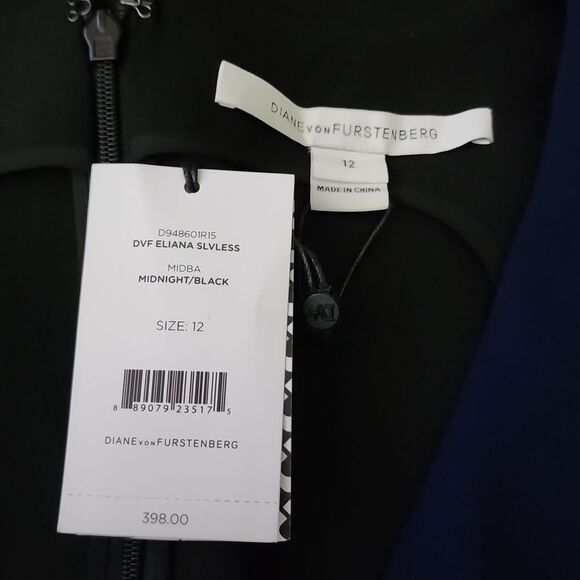 DIANE VON FURSTENBERG
12
MADE IN CHINA
D948601R15
DVF ELIANA SLVLESS
MIDBA
MIDNIGHT/BLACK
SIZE: 12
8 89079 23517 5
DIANE VON FURSTENBERG
398.00